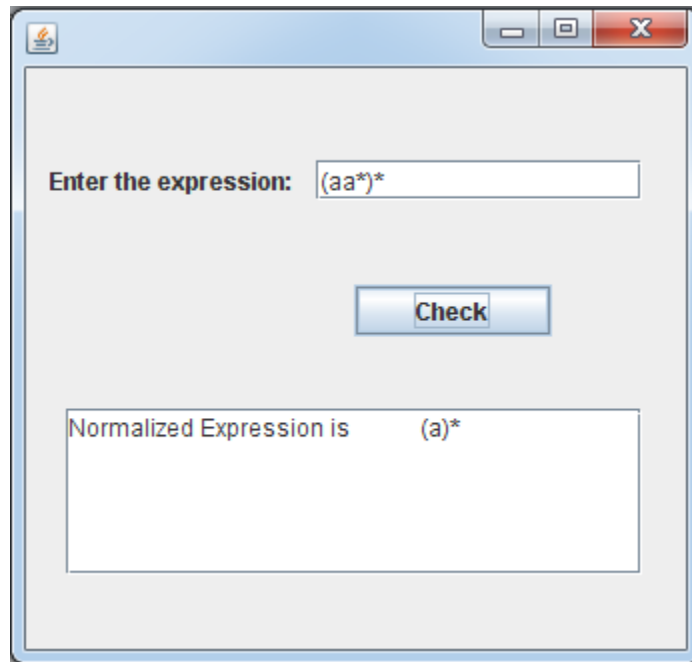 Enter the expression: (aa*)*
Check
Normalized Expression is (a)*